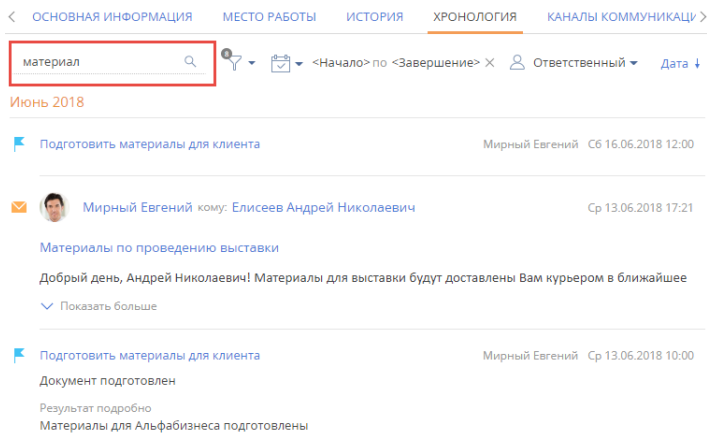 ОСНОВНАЯ ИНФОРМАЦИЯ МЕСТО РАБОТЫ ИСТОРИЯ ХРОНОЛОГИЯ КАНАЛЫ КОММУНИКАЦИ
материал 8 <Начало> по <Завершение> Ответственный Дата
Июнь 2018
Подготовить материалы для клиента Мирный Евгений Сб 16.06.2018 12:00
Мирный Евгений кому: Елисеев Андрей Николаевич Ср 13.06.2018 17:21
Материалы по проведению выставки
Добрый день, Андрей Николаевич! Материалы для выставки будут доставлены Вам курьером в ближайшее
Показать больше
Подготовить материалы для клиента Мирный Евгений Ср 13.06.2018 10:00
Документ подготовлен
Результат подробно
Материалы для Альфабизнеса подготовлены